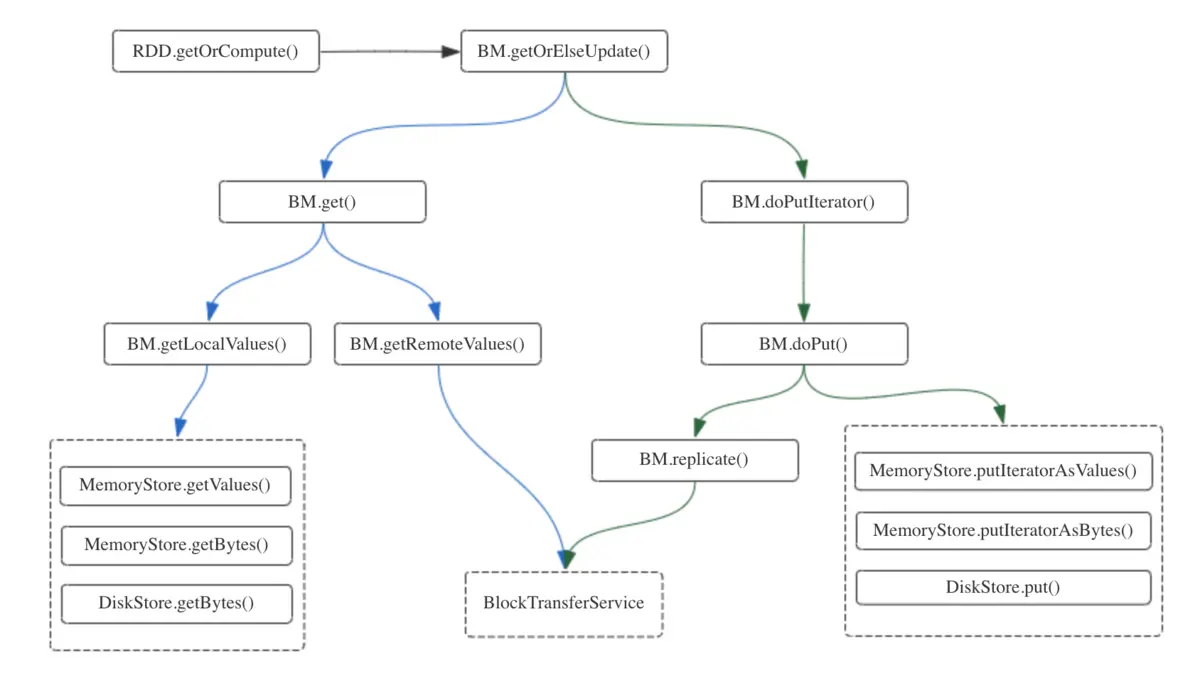 RDD.getOrCompute()
BM.getOrElseUpdate()
BM.get()
BM.doPutIterator()
BM.getLocalValues()
BM.getRemoteValues()
BM.doPut()
BM.replicate()
MemoryStore.getValues()
MemoryStore.getBytes()
DiskStore.getBytes()
BlockTransferService
MemoryStore.putIteratorAsValues()
MemoryStore.putIteratorAsBytes()
DiskStore.put()